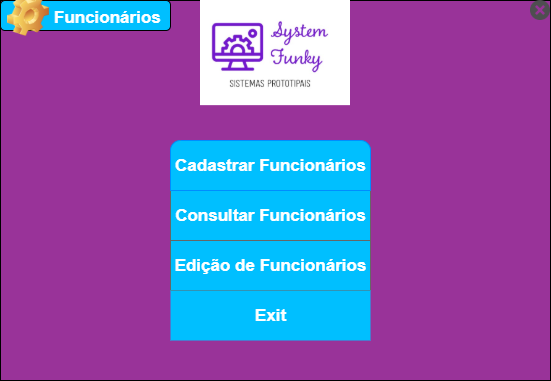 Funcionários
System
Funky
SISTEMAS PROTOTIPAIS
Cadastrar Funcionários
Consultar Funcionários
Edição de Funcionários
Exit